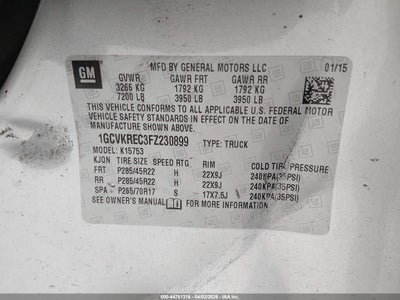 GM
MFD BY GENERAL MOTORS LLC
01/15
GVWR GAWR FRT GAWR RR
3266 KG 1792 KG 1792 KG
7200 LB 3950 LB 3950 LB
THIS VEHICLE CONFORMS TO ALL APPLICABLE U.S. FEDERAL MOTOR
VEHICLE SAFETY STANDARDS IN EFFECT ON THE DATE OF
MANUFACTURE SHOWN ABOVE.
1GCVKREC3FZ230899 TYPE: TRUCK
MODEL: K15753
KJON TIRE SIZE SPEED RTG RIM COLD TIRE PRESSURE
FRT P285/45R22 H 22X9J 240KPA(35PSI)
RR P285/45R22 H 22X9J 240KPA(35PSI)
SPA P265/70R17 S 17X7.5J 240KPA(35PSI)
SEE OWNER'S MANUAL FOR ADDITIONAL INFORMATION.